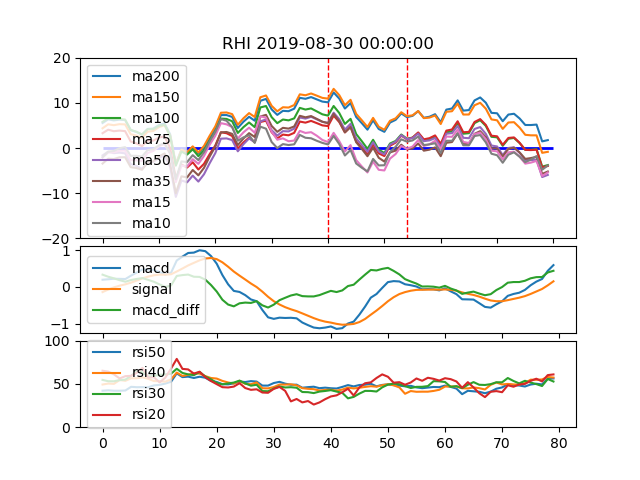 RHI 2019-08-30 00:00:00
20
10
0
−10
−20
ma200
ma150
ma100
ma75
ma50
ma35
ma15
ma10
1
0
−1
macd
signal
macd_diff
100
50
0
rsi50
rsi40
rsi30
rsi20
0 10 20 30 40 50 60 70 80